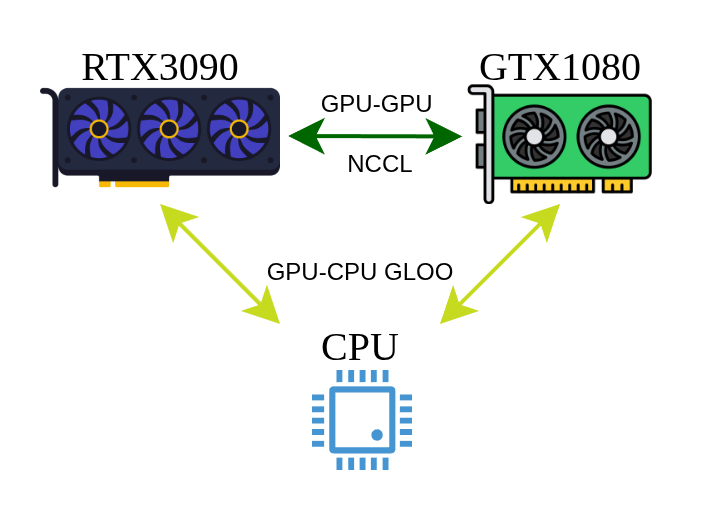 RTX3090
GTX1080
GPU-GPU
NCCL
GPU-CPU GLOO
CPU